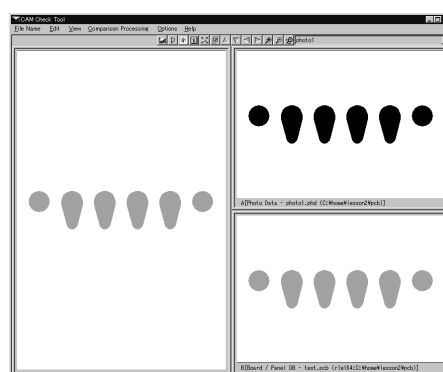 CAM Check Tool
File Name Edit View Comparison Processing Options Help
photo1
A[Photo Data - photo1.phd (C:¥home¥lesson2¥pcb)]
B[Board / Panel DB - test.pcb (rle164:C:¥home¥lesson2¥pcb)]